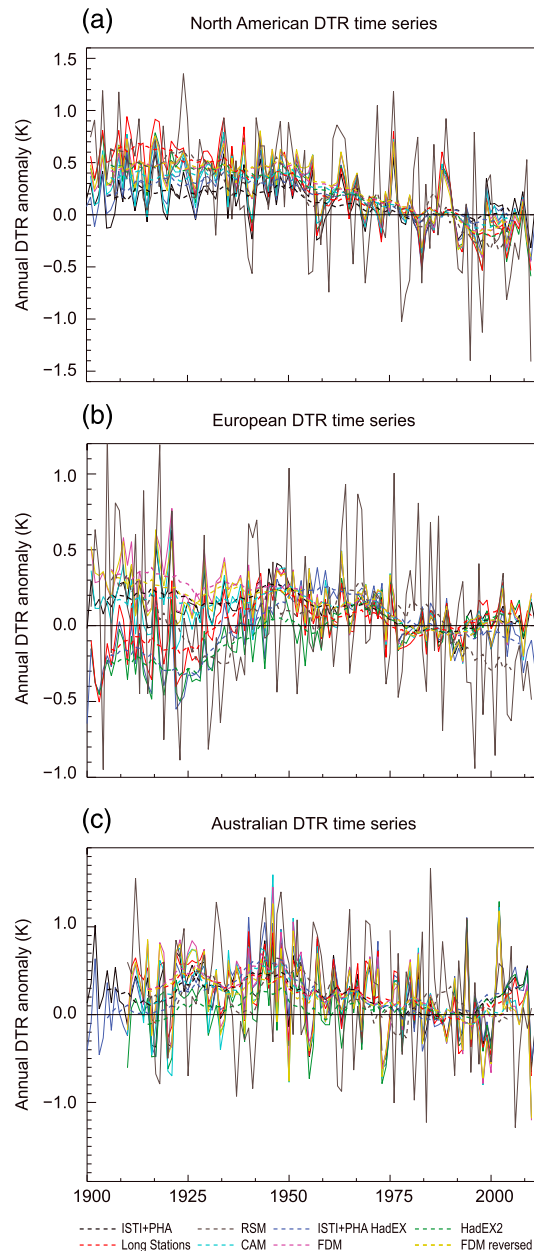 (a)
North American DTR time series
1.5
1.0
0.5
0.0
−0.5
−1.0
−1.5
Annual DTR anomaly (K)
(b)
European DTR time series
1.0
0.5
0.0
−0.5
−1.0
Annual DTR anomaly (K)
(c)
Australian DTR time series
1.0
0.0
−1.0
Annual DTR anomaly (K)
1900 1925 1950 1975 2000
ISTI+PHA RSM ISTI+PHA HadEX HadEX2
Long Stations CAM FDM FDM reversed